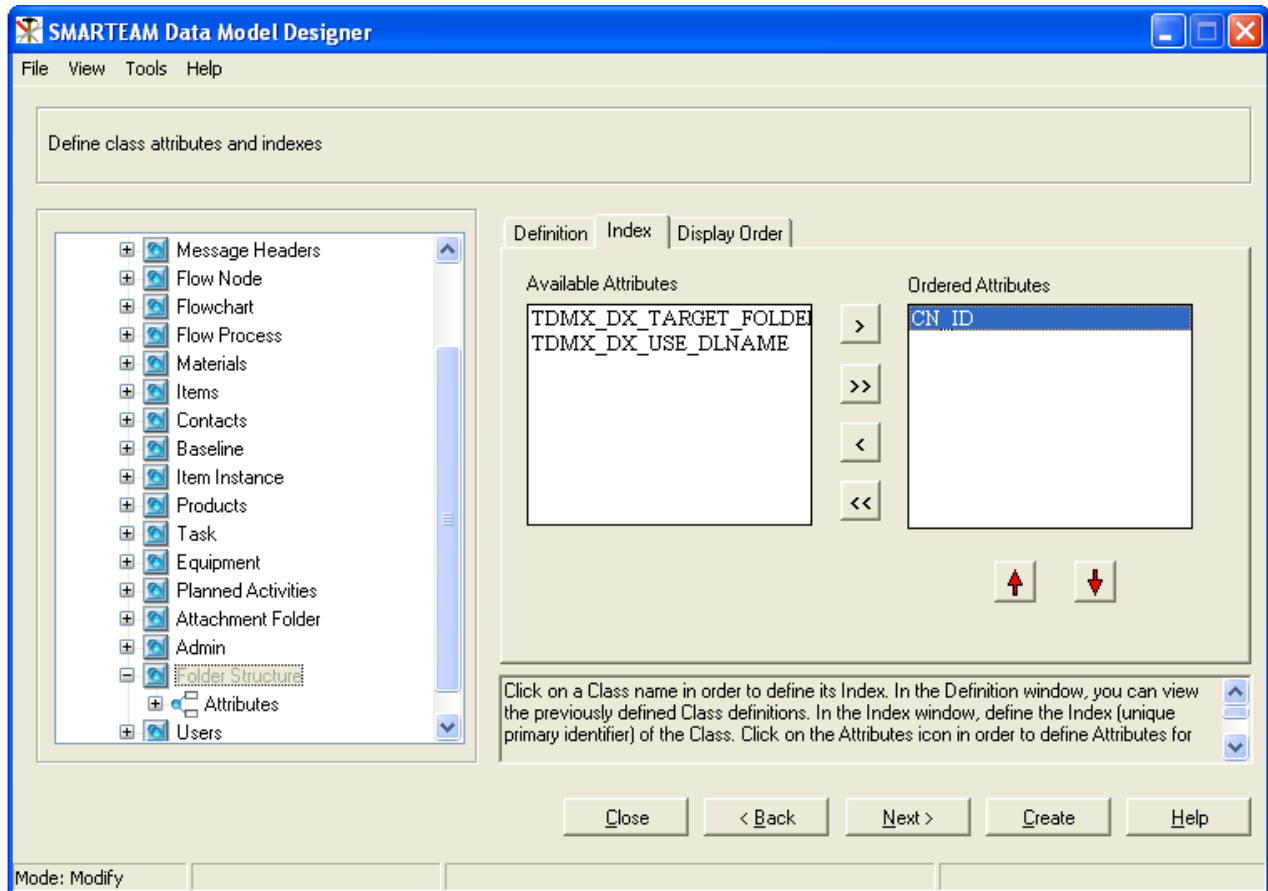 SMARTEAM Data Model Designer
File View Tools Help
Define class attributes and indexes
Message Headers
Flow Node
Flowchart
Flow Process
Materials
Items
Contacts
Baseline
Item Instance
Products
Task
Equipment
Planned Activities
Attachment Folder
Admin
Folder Structure
Attributes
Users
Definition Index Display Order
Available Attributes
TDMX_DX_TARGET_FOLDE
TDMX_DX_USE_DLNAME
>
>>
<
<<
Ordered Attributes
CN_ID
Click on a Class name in order to define its Index. In the Definition window, you can view
the previously defined Class definitions. In the Index window, define the Index (unique
primary identifier) of the Class. Click on the Attributes icon in order to define Attributes for
Close < Back Next > Create Help
Mode: Modify